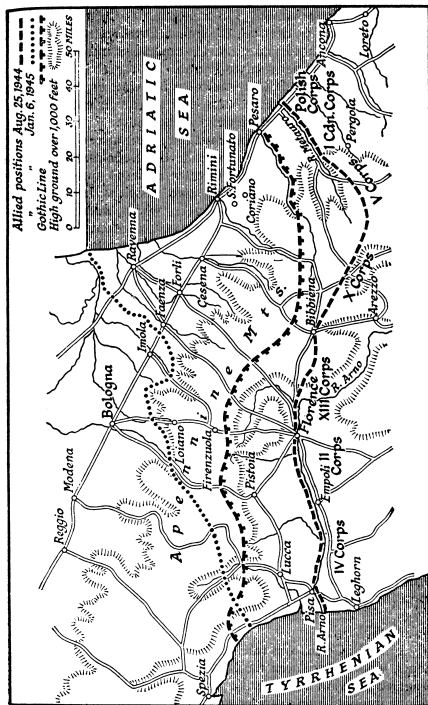 Allied positions Aug. 25, 1944
" " Jan. 6, 1945
Gothic Line
High ground over 1,000 feet
0 10 20 30 40 50 MILES
ADRIATIC
SEA
TYRRHENIAN
SEA
Apennine Mts.
Reggio
Modena
Bologna
Imola
Faenza
Forli
Cesena
Ravenna
Rimini
S. Fortunato
Coriano
Pesaro
R. Metauro
Polish
Corps
I Cdn. Corps
Ancona
Loreto
Pergola
V Corps
X Corps
Arezzo
Bibbiena
R. Arno
XIII Corps
Florence
II
Corps
Empoli
IV Corps
Loiano
Firenzuola
Pistoia
Lucca
Pisa
R. Arno
Leghorn
Spezia